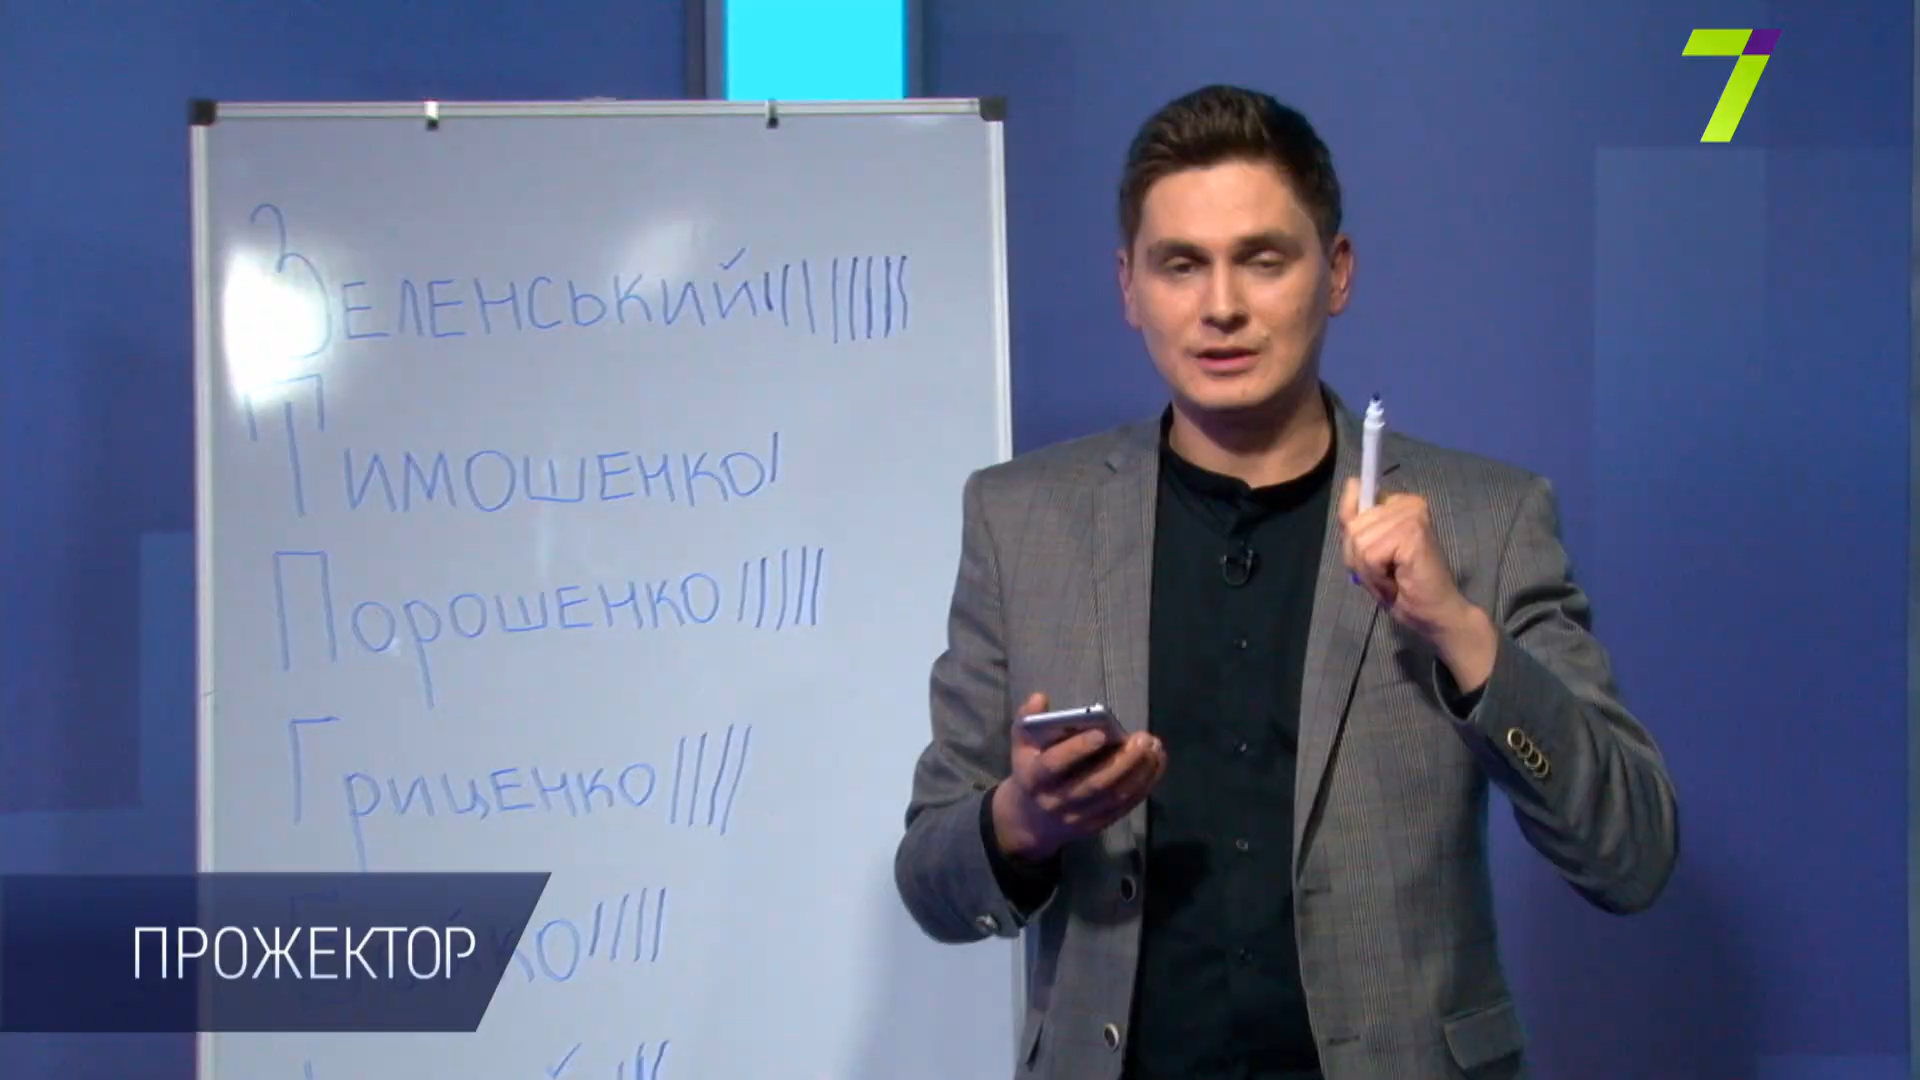 7
Зеленський
Тимошенко
Порошенко
Гриценко
ПРОЖЕКТОР